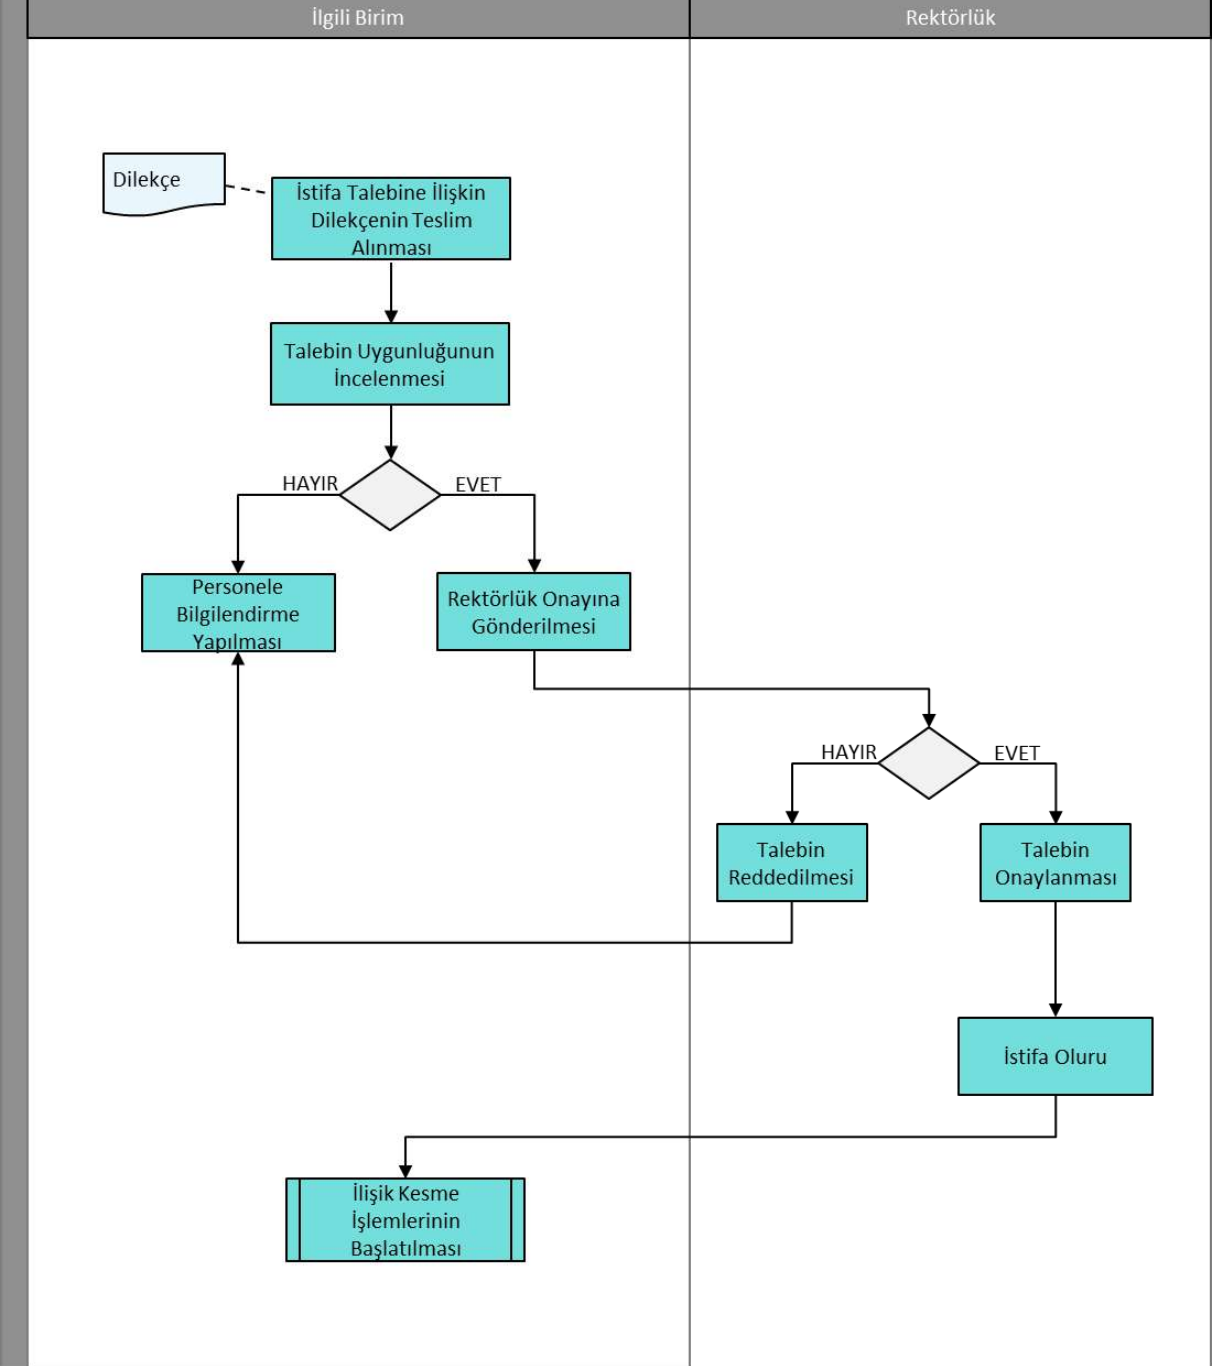 İlgili Birim
Rektörlük
Dilekçe
İstifa Talebine İlişkin
Dilekçenin Teslim
Alınması
Talebin Uygunluğunun
İncelenmesi
HAYIR
EVET
Personele
Bilgilendirme
Yapılması
Rektörlük Onayına
Gönderilmesi
HAYIR
EVET
Talebin
Reddedilmesi
Talebin
Onaylanması
İstifa Oluru
İlişik Kesme
İşlemlerinin
Başlatılması